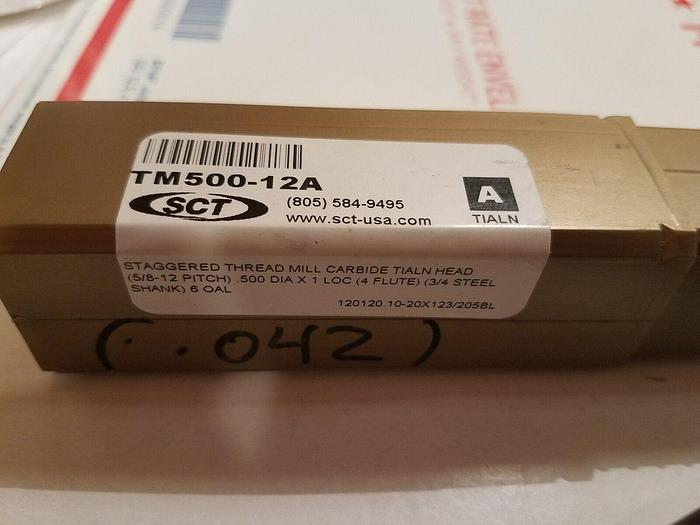 TM500-12A
SCT
(805) 584-9495
www.sct-usa.com
A
TIALN
STAGGERED THREAD MILL CARBIDE TIALN HEAD
(5/8-12 PITCH) .500 DIA X 1 LOC (4 FLUTE) (3/4 STEEL
SHANK) 6 OAL
120120.10-20X123/205BL
(..042)